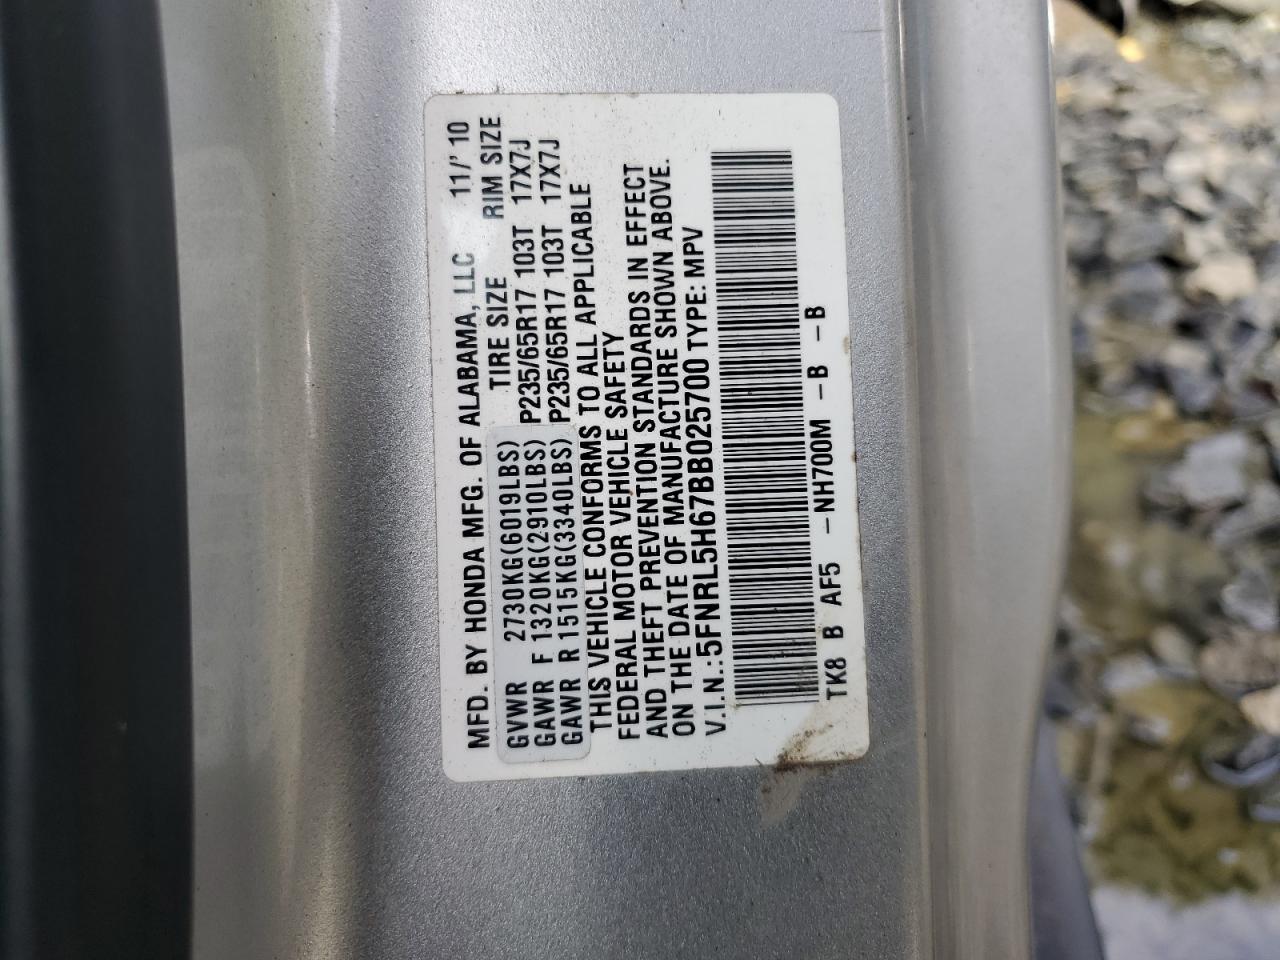 MFD. BY HONDA MFG. OF ALABAMA, LLC 11/' 10
TIRE SIZE RIM SIZE
GVWR 2730KG(6019LBS)
GAWR F 1320KG(2910LBS) P235/65R17 103T 17X7J
GAWR R 1515KG(3340LBS) P235/65R17 103T 17X7J
THIS VEHICLE CONFORMS TO ALL APPLICABLE
FEDERAL MOTOR VEHICLE SAFETY
AND THEFT PREVENTION STANDARDS IN EFFECT
ON THE DATE OF MANUFACTURE SHOWN ABOVE.
V.I.N.:5FNRL5H67BB025700 TYPE: MPV
TK8 B AF5 -NH700M -B -B -B